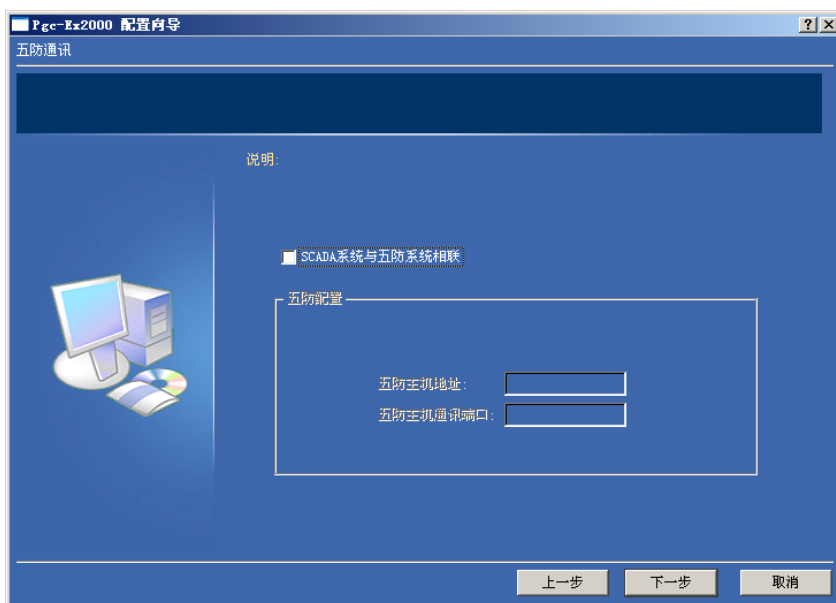 Pgc-Ex2000 配置向导
五防通讯
说明:
SCADA系统与五防系统相联
五防配置
五防主机地址:
五防主机通讯端口:
上一步 下一步 取消